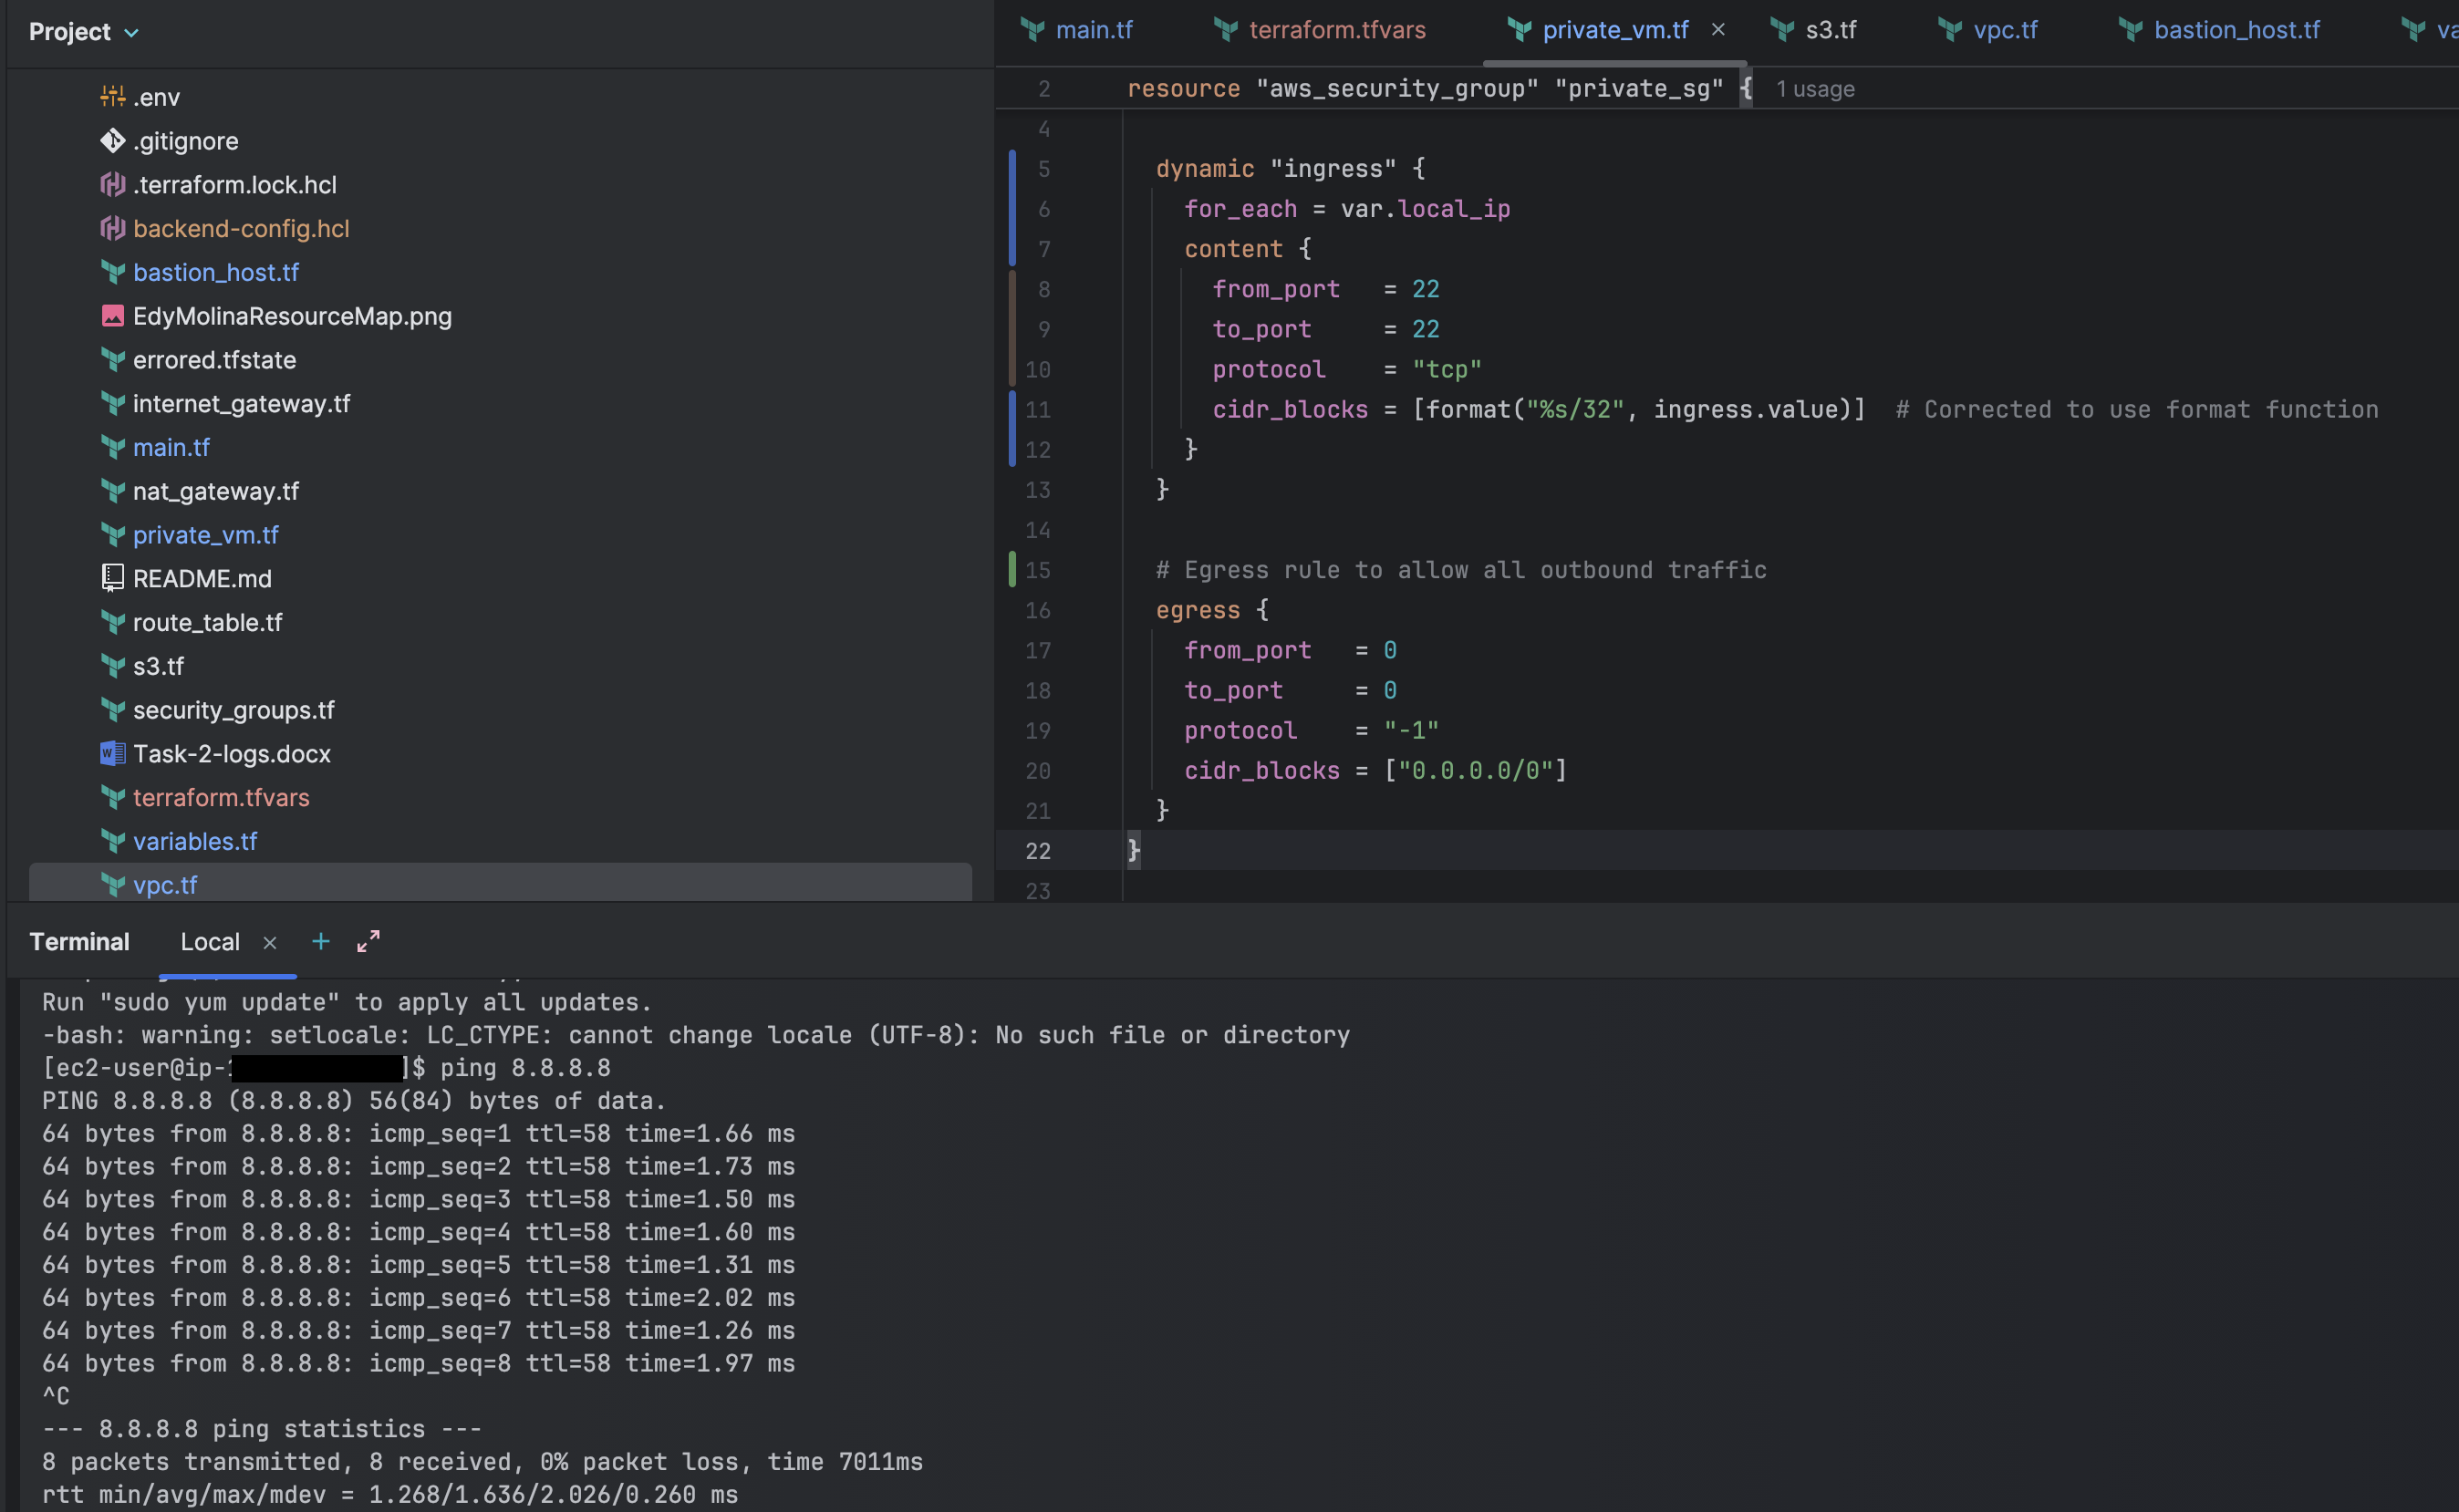 Project
.env
.gitignore
.terraform.lock.hcl
backend-config.hcl
bastion_host.tf
EdyMolinaResourceMap.png
errored.tfstate
internet_gateway.tf
main.tf
nat_gateway.tf
private_vm.tf
README.md
route_table.tf
s3.tf
security_groups.tf
Task-2-logs.docx
terraform.tfvars
variables.tf
vpc.tf
main.tf terraform.tfvars private_vm.tf × s3.tf vpc.tf bastion_host.tf
2 resource "aws_security_group" "private_sg" { 1 usage
4
5 dynamic "ingress" {
6 for_each = var.local_ip
7 content {
8 from_port = 22
9 to_port = 22
10 protocol = "tcp"
11 cidr_blocks = [format("%s/32", ingress.value)] # Corrected to use format function
12 }
13 }
14
15 # Egress rule to allow all outbound traffic
16 egress {
17 from_port = 0
18 to_port = 0
19 protocol = "-1"
20 cidr_blocks = ["0.0.0.0/0"]
21 }
22 }
23
Terminal Local × +
Run "sudo yum update" to apply all updates.
-bash: warning: setlocale: LC_CTYPE: cannot change locale (UTF-8): No such file or directory
[ec2-user@ip- ]$ ping 8.8.8.8
PING 8.8.8.8 (8.8.8.8) 56(84) bytes of data.
64 bytes from 8.8.8.8: icmp_seq=1 ttl=58 time=1.66 ms
64 bytes from 8.8.8.8: icmp_seq=2 ttl=58 time=1.73 ms
64 bytes from 8.8.8.8: icmp_seq=3 ttl=58 time=1.50 ms
64 bytes from 8.8.8.8: icmp_seq=4 ttl=58 time=1.60 ms
64 bytes from 8.8.8.8: icmp_seq=5 ttl=58 time=1.31 ms
64 bytes from 8.8.8.8: icmp_seq=6 ttl=58 time=2.02 ms
64 bytes from 8.8.8.8: icmp_seq=7 ttl=58 time=1.26 ms
64 bytes from 8.8.8.8: icmp_seq=8 ttl=58 time=1.97 ms
^C
--- 8.8.8.8 ping statistics ---
8 packets transmitted, 8 received, 0% packet loss, time 7011ms
rtt min/avg/max/mdev = 1.268/1.636/2.026/0.260 ms